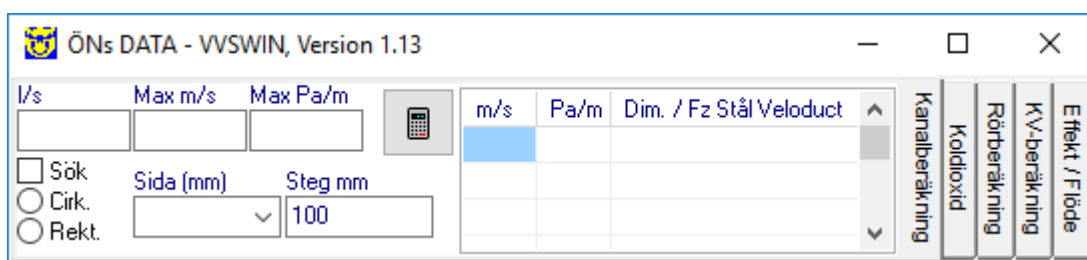 ÖNs DATA - VVSWIN, Version 1.13
l/s
Max m/s
Max Pa/m
Sök
Cirk.
Rekt.
Sida (mm)
Steg mm
100
m/s Pa/m Dim. / Fz Stål Veloduct
Kanalberäkning
Koldioxid
Rörberäkning
KV-beräkning
Effekt / Flöde